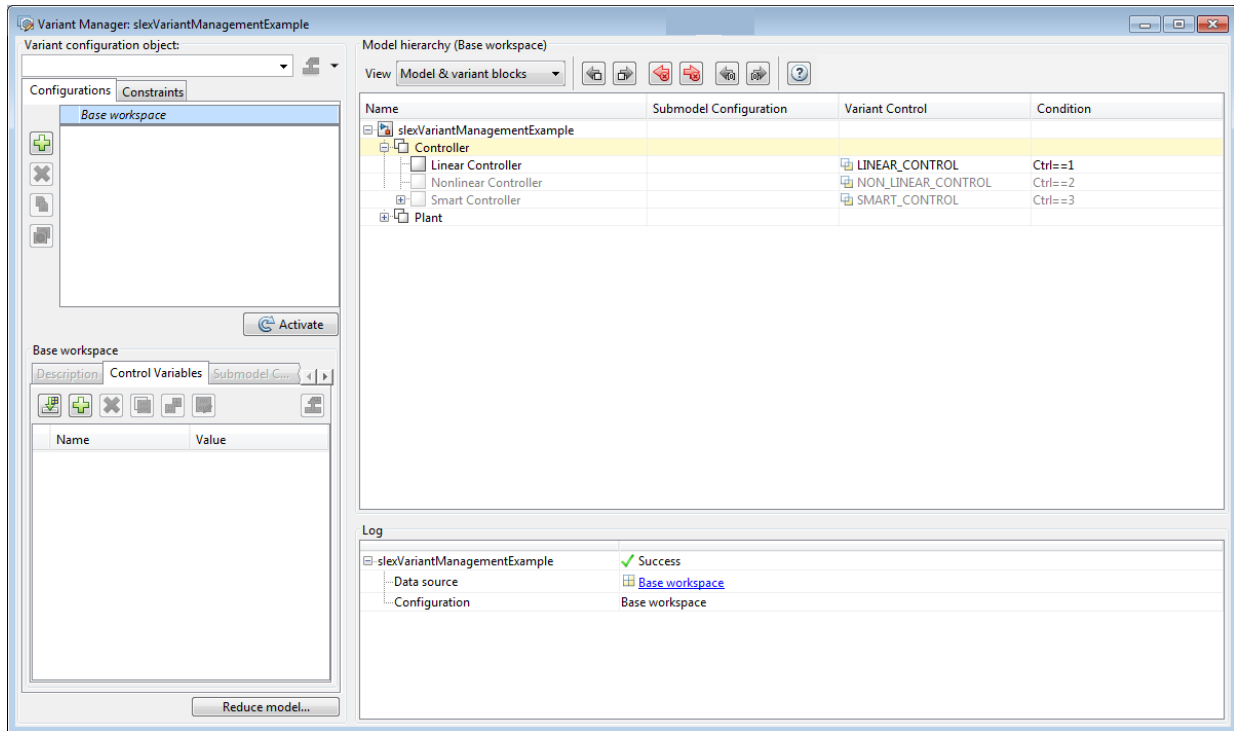 Variant Manager: slexVariantManagementExample
Variant configuration object:
Configurations Constraints
Base workspace
Activate
Base workspace
Description Control Variables Submodel C...
Name Value
Reduce model...
Model hierarchy (Base workspace)
View Model & variant blocks
Name Submodel Configuration Variant Control Condition
slexVariantManagementExample
Controller
Linear Controller LINEAR_CONTROL Ctrl==1
Nonlinear Controller NON_LINEAR_CONTROL Ctrl==2
Smart Controller SMART_CONTROL Ctrl==3
Plant
Log
slexVariantManagementExample Success
Data source Base workspace
Configuration Base workspace